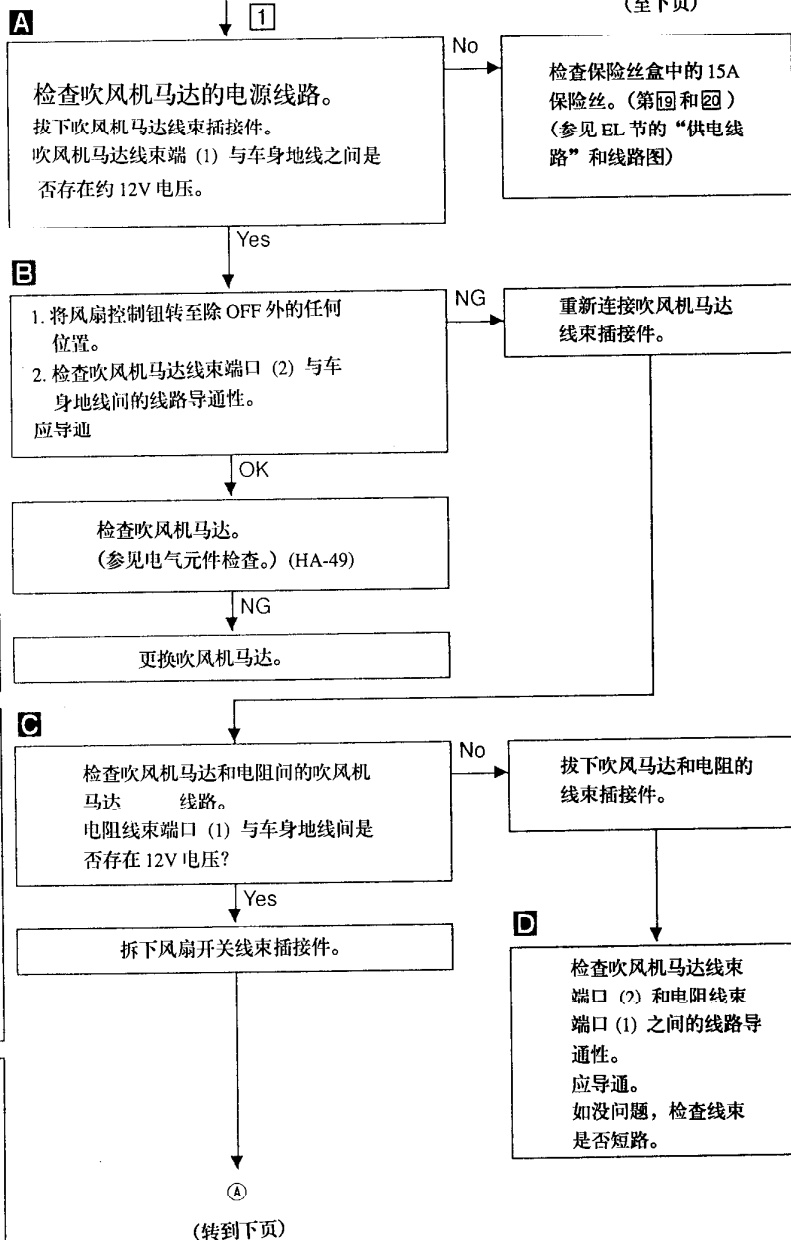 (至下页)
A
1
No
检查吹风机马达的电源线路。
拔下吹风机马达线束插接件。
吹风机马达线束端 (1) 与车身地线之间是
否存在约 12V 电压。
检查保险丝盒中的 15A
保险丝。(第19和20)
(参见 EL 节的“供电线
路”和线路图)
Yes
B
1. 将风扇控制钮转至除 OFF 外的任何
位置。
2. 检查吹风机马达线束端口 (2) 与车
身地线间的线路导通性。
应导通
NG
重新连接吹风机马达
线束插接件。
OK
检查吹风机马达。
(参见电气元件检查。) (HA-49)
NG
更换吹风机马达。
C
检查吹风机马达和电阻间的吹风机
马达 线路。
电阻线束端口 (1) 与车身地线间是
否存在 12V 电压?
No
拔下吹风马达和电阻的
线束插接件。
Yes
拆下风扇开关线束插接件。
D
检查吹风机马达线束
端口 (2) 和电阻线束
端口 (1) 之间的线路导
通性。
应导通。
如没问题，检查线束
是否短路。
Ⓐ
(转到下页)